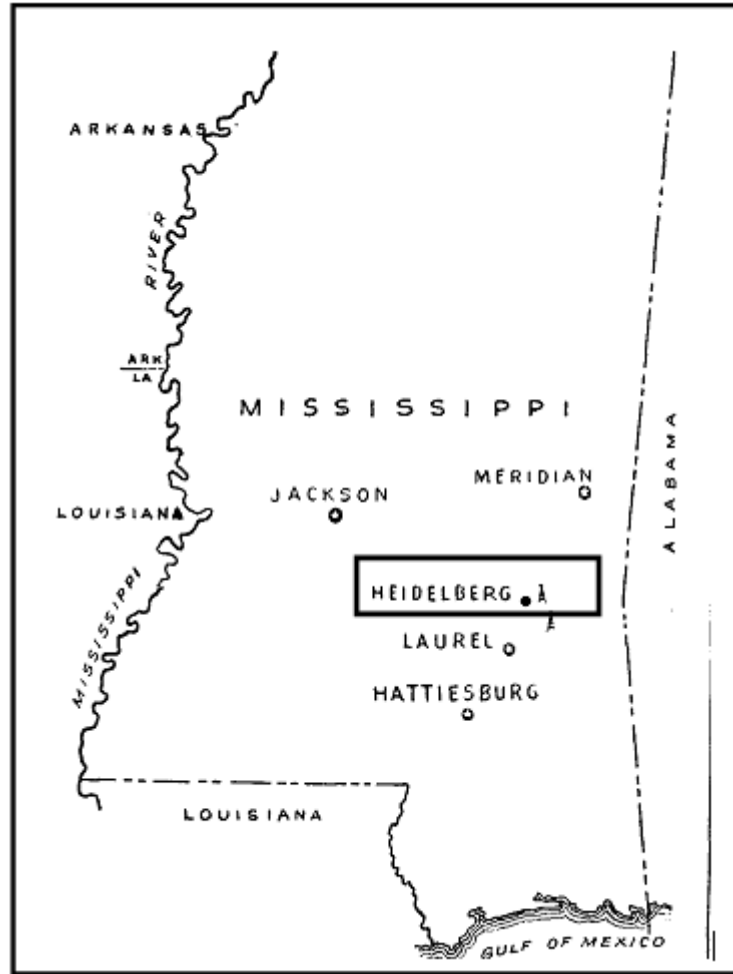 ARKANSAS
RIVER
ARK
LA
MISSISSIPPI
ALABAMA
MERIDIAN
JACKSON
LOUISIANA
HEIDELBERG
MISSISSIPPI
LAUREL
HATTIESBURG
LOUISIANA
GULF OF MEXICO